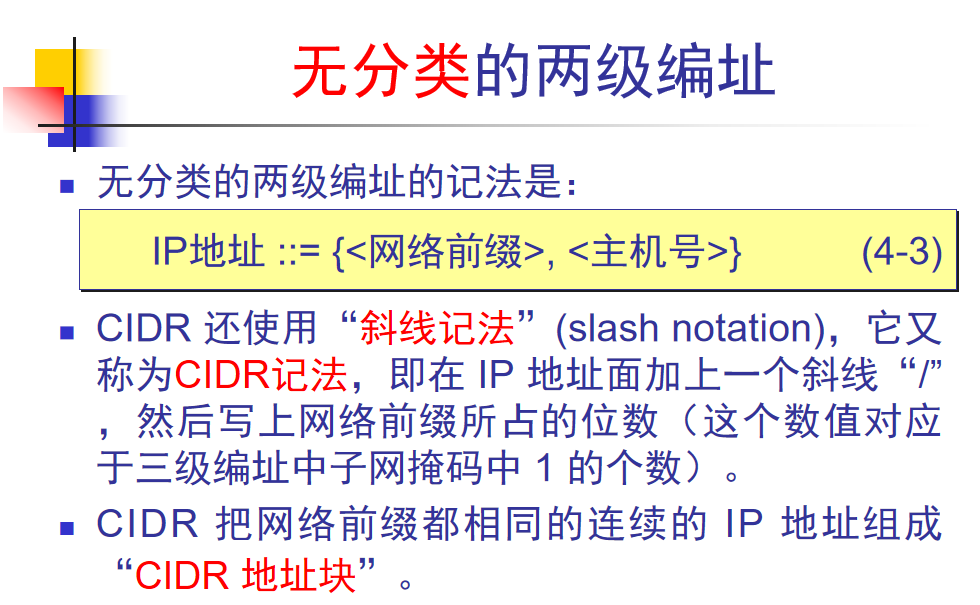 无分类的两级编址
无分类的两级编址的记法是：
IP地址 ::= {<网络前缀>, <主机号>} (4-3)
CIDR 还使用“斜线记法”(slash notation)，它又
称为CIDR记法，即在 IP 地址面加上一个斜线“/”
，然后写上网络前缀所占的位数（这个数值对应
于三级编址中子网掩码中 1 的个数）。
CIDR 把网络前缀都相同的连续的 IP 地址组成
“CIDR 地址块”。